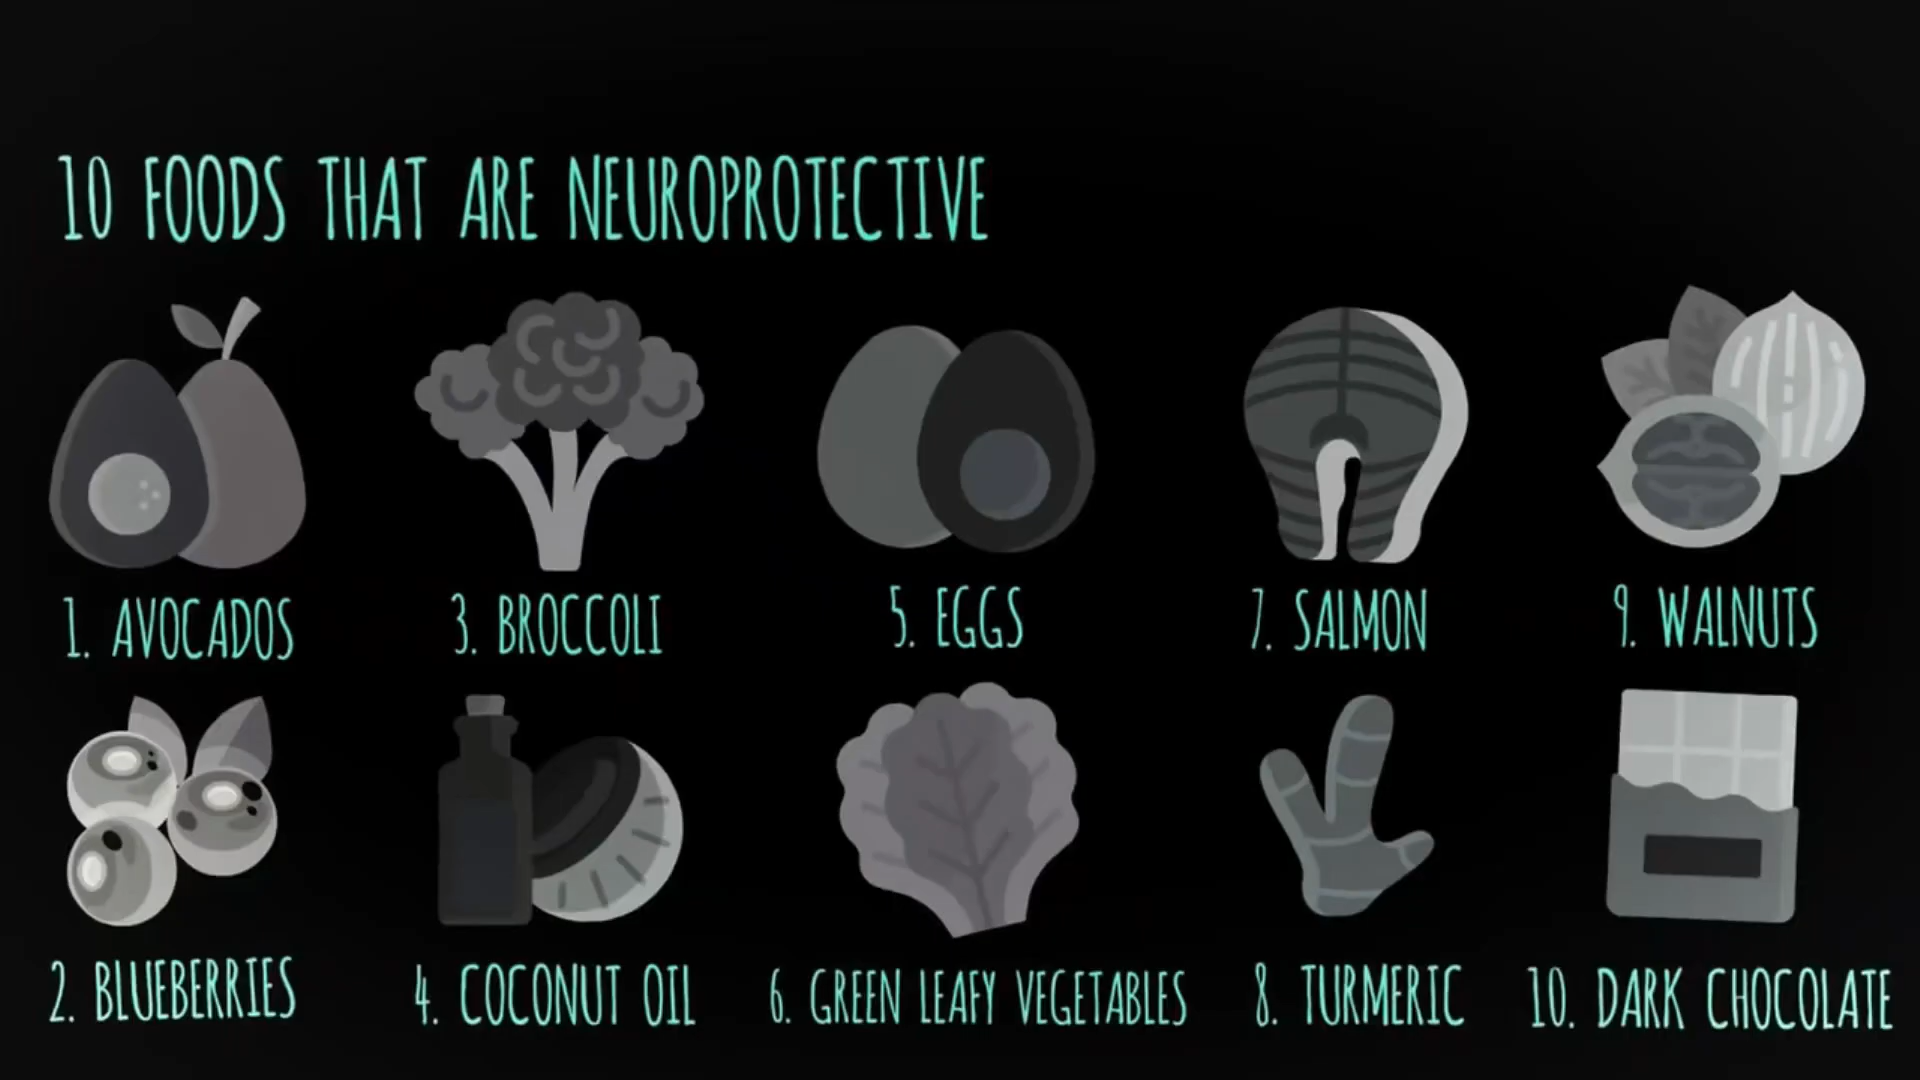 10 FOODS THAT ARE NEUROPROTECTIVE
1. AVOCADOS
3. BROCCOLI
5. EGGS
7. SALMON
9. WALNUTS
2. BLUEBERRIES
4. COCONUT OIL
6. GREEN LEAFY VEGETABLES
8. TURMERIC
10. DARK CHOCOLATE